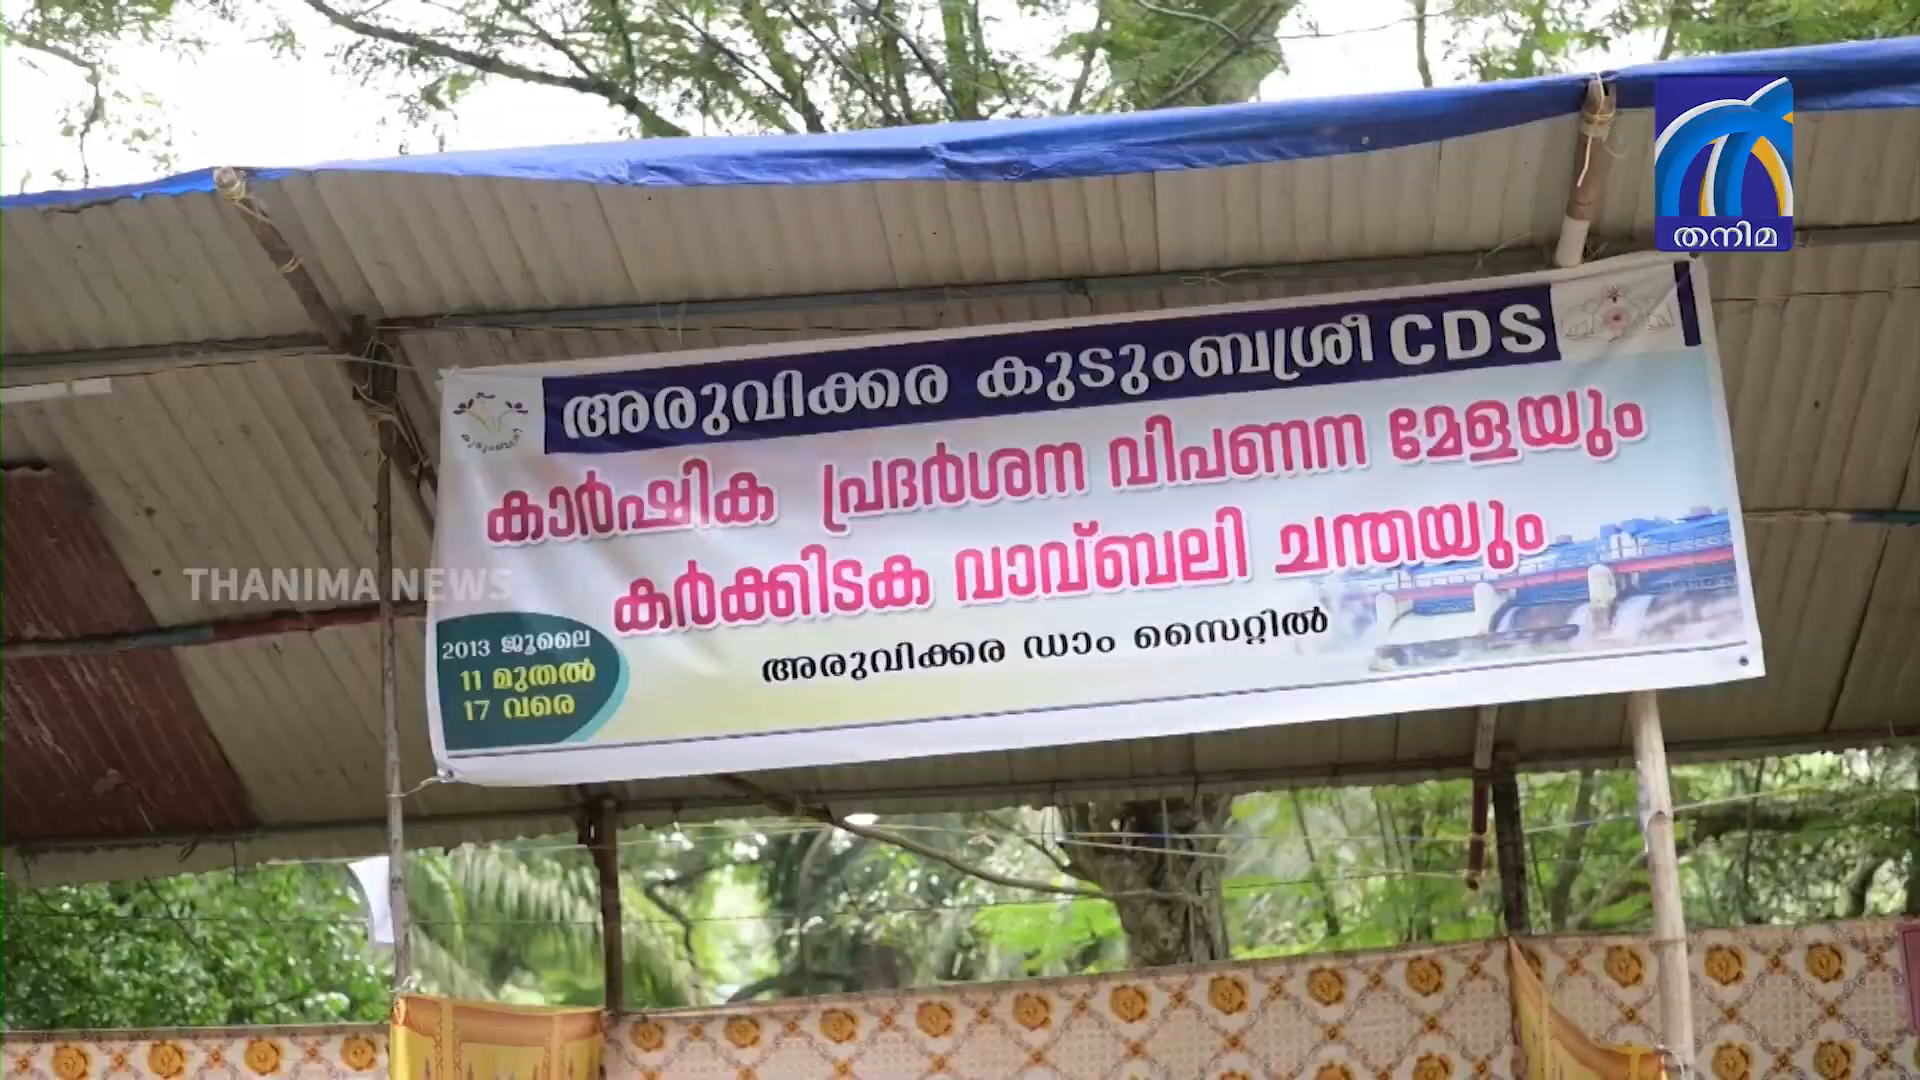 തനിമ
അരുവിക്കര കുടുംബശ്രീ CDS
കുടുംബശ്രീ
കാർഷിക പ്രദർശന വിപണന മേളയും
കർക്കിടക വാവ്ബലി ചന്തയും
അരുവിക്കര ഡാം സൈറ്റിൽ
THANIMA NEWS
2013 ജൂലൈ
11 മുതൽ
17 വരെ